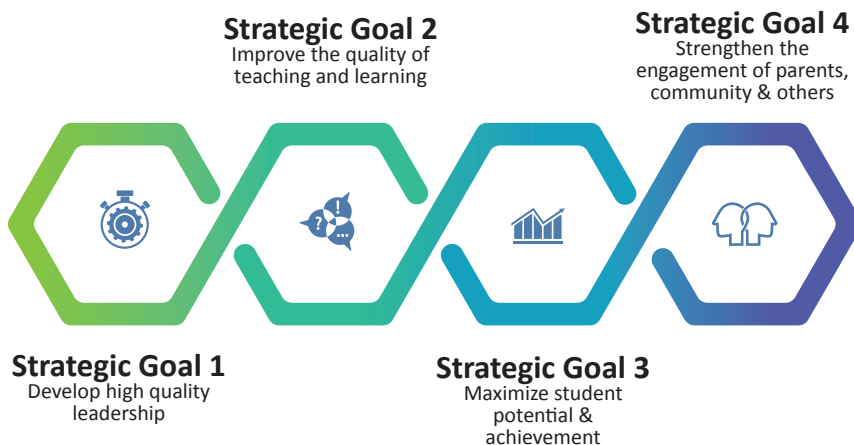 Strategic Goal 1
Develop high quality
leadership
Strategic Goal 2
Improve the quality of
teaching and learning
? ! ...
Strategic Goal 3
Maximize student
potential &
achievement
Strategic Goal 4
Strengthen the
engagement of parents,
community & others